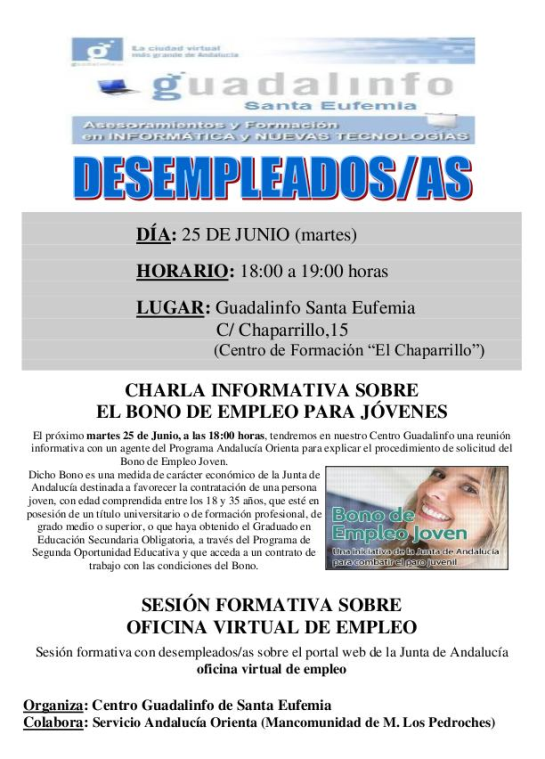 La ciudad virtual
más grande de Andalucía
guadalinfo
Santa Eufemia
Asesoramientos y Formación
en INFORMÁTICA y NUEVAS TECNOLOGÍAS
DESEMPLEADOS/AS
DÍA: 25 DE JUNIO (martes)
HORARIO: 18:00 a 19:00 horas
LUGAR: Guadalinfo Santa Eufemia
C/ Chaparrillo,15
(Centro de Formación “El Chaparrillo”)
CHARLA INFORMATIVA SOBRE
EL BONO DE EMPLEO PARA JÓVENES
El próximo martes 25 de Junio, a las 18:00 horas, tendremos en nuestro Centro Guadalinfo una reunión
informativa con un agente del Programa Andalucía Orienta para explicar el procedimiento de solicitud del
Bono de Empleo Joven.
Dicho Bono es una medida de carácter económico de la Junta de
Andalucía destinada a favorecer la contratación de una persona
joven, con edad comprendida entre los 18 y 35 años, que esté en
posesión de un título universitario o de formación profesional, de
grado medio o superior, o que haya obtenido el Graduado en
Educación Secundaria Obligatoria, a través del Programa de
Segunda Oportunidad Educativa y que acceda a un contrato de
trabajo con las condiciones del Bono.
Bono de
Empleo Joven
Una iniciativa de la Junta de Andalucía
para combatir el paro juvenil
SESIÓN FORMATIVA SOBRE
OFICINA VIRTUAL DE EMPLEO
Sesión formativa con desempleados/as sobre el portal web de la Junta de Andalucía
oficina virtual de empleo
Organiza: Centro Guadalinfo de Santa Eufemia
Colabora: Servicio Andalucía Orienta (Mancomunidad de M. Los Pedroches)